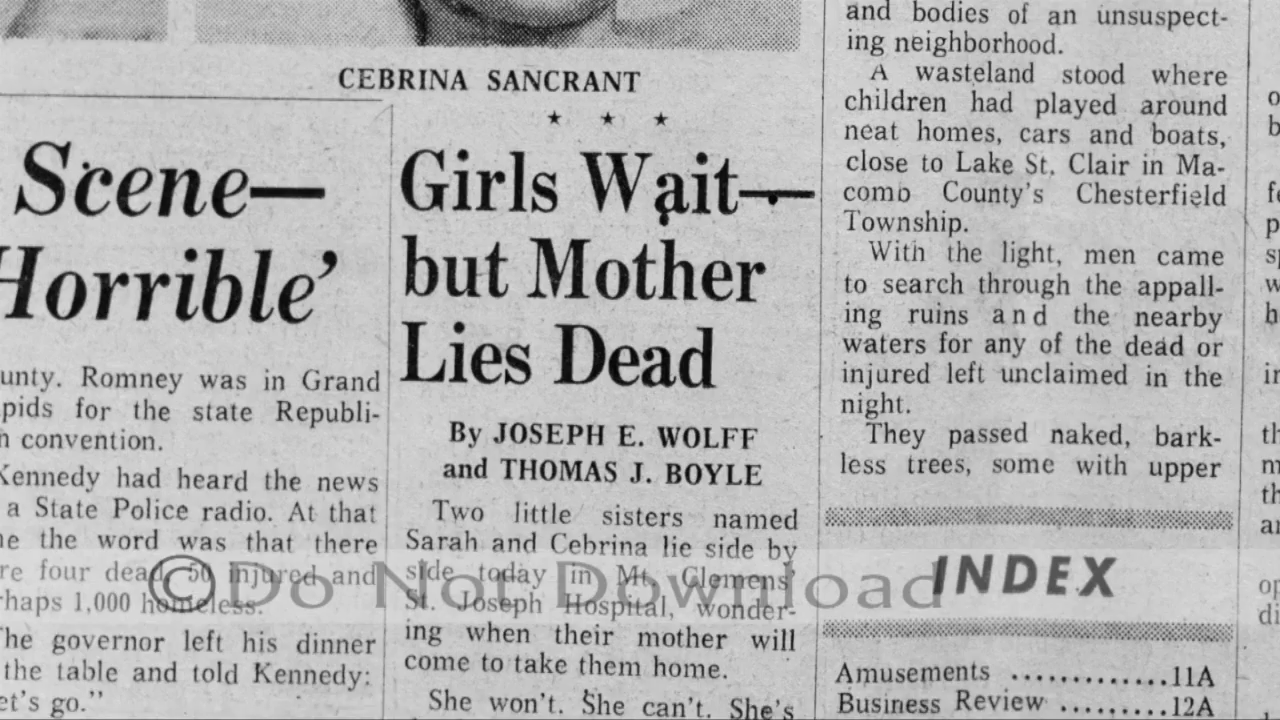 CEBRINA SANCRANT
Scene—
Horrible’
unty. Romney was in Grand
pids for the state Republi-
convention.
Kennedy had heard the news
a State Police radio. At that
the word was that there
re four dead, 50 injured and
rhaps 1,000 homeless.
The governor left his dinner
the table and told Kennedy:
et's go."
★ ★ ★
Girls Wait—
but Mother
Lies Dead
By JOSEPH E. WOLFF
and THOMAS J. BOYLE
Two little sisters named
Sarah and Cebrina lie side by
side today in Mt. Clemens'
St. Joseph Hospital, wonder-
ing when their mother will
come to take them home.
She won't. She can't. She's
and bodies of an unsuspect-
ing neighborhood.
A wasteland stood where
children had played around
neat homes, cars and boats,
close to Lake St. Clair in Ma-
comb County's Chesterfield
Township.
With the light, men came
to search through the appall-
ing ruins and the nearby
waters for any of the dead or
injured left unclaimed in the
night.
They passed naked, bark-
less trees, some with upper
INDEX
Amusements .............11A
Business Review .........12A
©Do Not Download